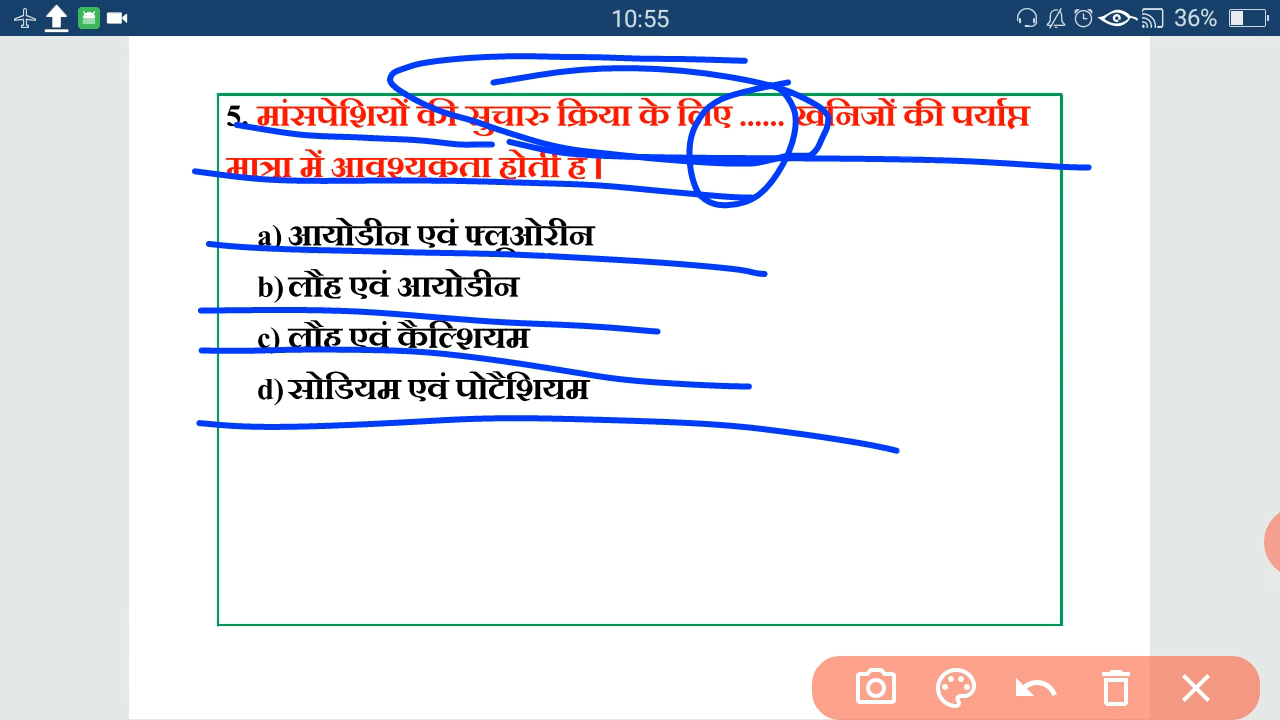 10:55
36%
5. मांसपेशियों की सुचारु क्रिया के लिए ...... खनिजों की पर्याप्त
मात्रा में आवश्यकता होती है।
a) आयोडीन एवं फ्लूओरीन
b) लौह एवं आयोडीन
c) लौह एवं कैल्शियम
d) सोडियम एवं पोटैशियम